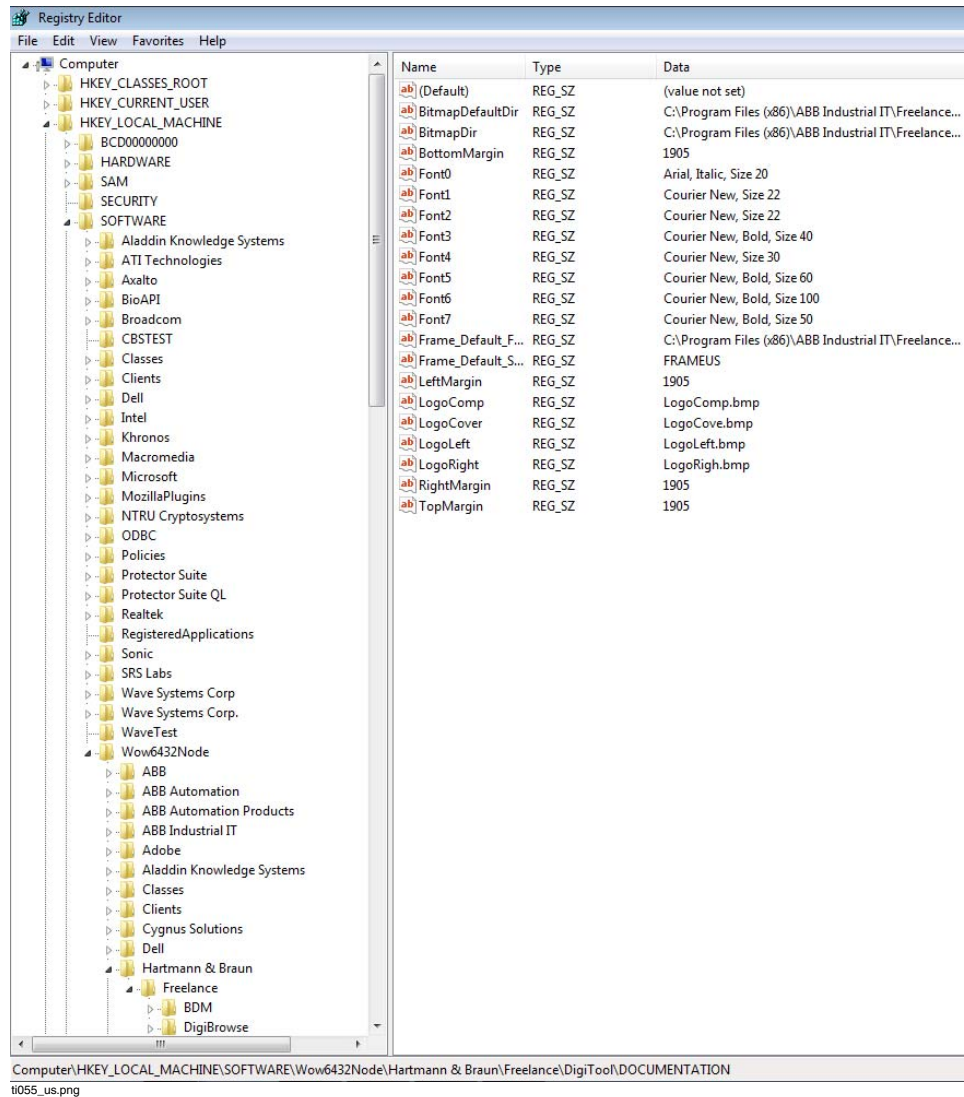 Registry Editor
File Edit View Favorites Help
Computer
HKEY_CLASSES_ROOT
HKEY_CURRENT_USER
HKEY_LOCAL_MACHINE
BCD00000000
HARDWARE
SAM
SECURITY
SOFTWARE
Aladdin Knowledge Systems
ATI Technologies
Axalto
BioAPI
Broadcom
CBSTEST
Classes
Clients
Dell
Intel
Khronos
Macromedia
Microsoft
MozillaPlugins
NTRU Cryptosystems
ODBC
Policies
Protector Suite
Protector Suite QL
Realtek
RegisteredApplications
Sonic
SRS Labs
Wave Systems Corp
Wave Systems Corp.
WaveTest
Wow6432Node
ABB
ABB Automation
ABB Automation Products
ABB Industrial IT
Adobe
Aladdin Knowledge Systems
Classes
Clients
Cygnus Solutions
Dell
Hartmann & Braun
Freelance
BDM
DigiBrowse
Name Type Data
(Default) REG_SZ (value not set)
BitmapDefaultDir REG_SZ C:\Program Files (x86)\ABB Industrial IT\Freelance...
BitmapDir REG_SZ C:\Program Files (x86)\ABB Industrial IT\Freelance...
BottomMargin REG_SZ 1905
Font0 REG_SZ Arial, Italic, Size 20
Font1 REG_SZ Courier New, Size 22
Font2 REG_SZ Courier New, Size 22
Font3 REG_SZ Courier New, Bold, Size 40
Font4 REG_SZ Courier New, Size 30
Font5 REG_SZ Courier New, Bold, Size 60
Font6 REG_SZ Courier New, Bold, Size 100
Font7 REG_SZ Courier New, Bold, Size 50
Frame_Default_F... REG_SZ C:\Program Files (x86)\ABB Industrial IT\Freelance...
Frame_Default_S... REG_SZ FRAMEUS
LeftMargin REG_SZ 1905
LogoComp REG_SZ LogoComp.bmp
LogoCover REG_SZ LogoCove.bmp
LogoLeft REG_SZ LogoLeft.bmp
LogoRight REG_SZ LogoRigh.bmp
RightMargin REG_SZ 1905
TopMargin REG_SZ 1905
Computer\HKEY_LOCAL_MACHINE\SOFTWARE\Wow6432Node\Hartmann & Braun\Freelance\DigiTool\DOCUMENTATION
ti055_us.png